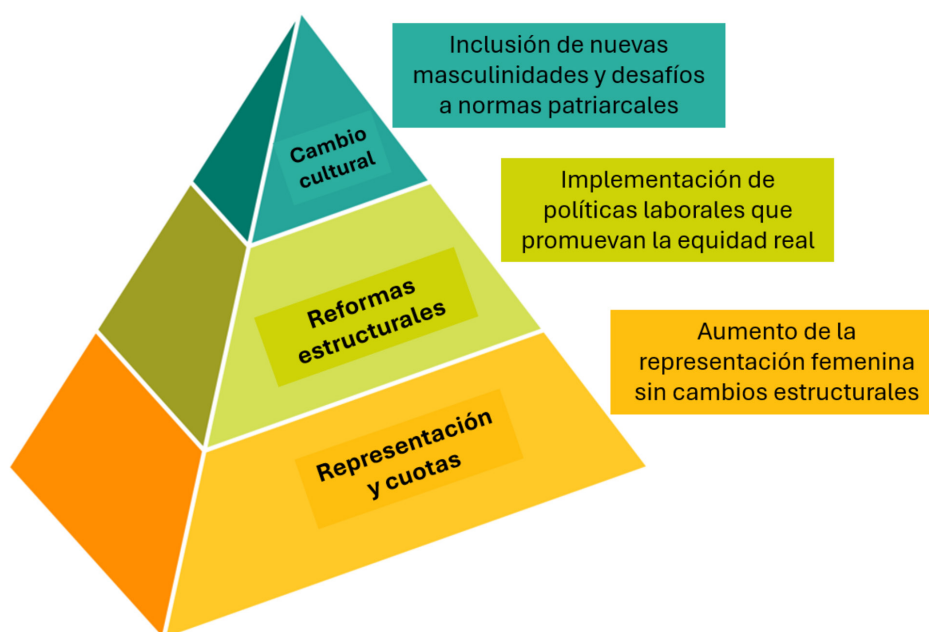 Inclusión de nuevas
masculinidades y desafíos
a normas patriarcales
Cambio
cultural
Implementación de
políticas laborales que
promuevan la equidad real
Reformas
estructurales
Aumento de la
representación femenina
sin cambios estructurales
Representación
y cuotas